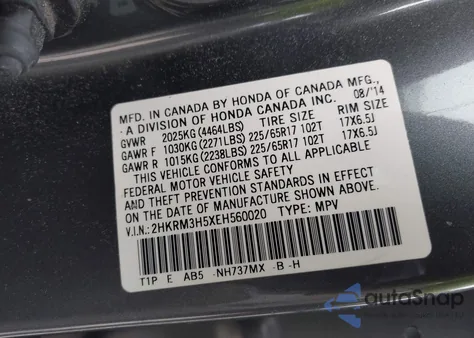 MFD. IN CANADA BY HONDA OF CANADA MFG.,
A DIVISION OF HONDA CANADA INC. 08/14
GVWR 2025KG (4464LBS) TIRE SIZE RIM SIZE
GAWR F 1030KG (2271LBS) 225/65R17 102T 17X6.5J
GAWR R 1015KG (2238LBS) 225/65R17 102T 17X6.5J
THIS VEHICLE CONFORMS TO ALL APPLICABLE
FEDERAL MOTOR VEHICLE SAFETY
AND THEFT PREVENTION STANDARDS IN EFFECT
ON THE DATE OF MANUFACTURE SHOWN ABOVE.
V.I.N.: 2HKRM3H5XEH560020 TYPE: MPV
T1P E AB5 -NH737MX -B -H
autoSnap